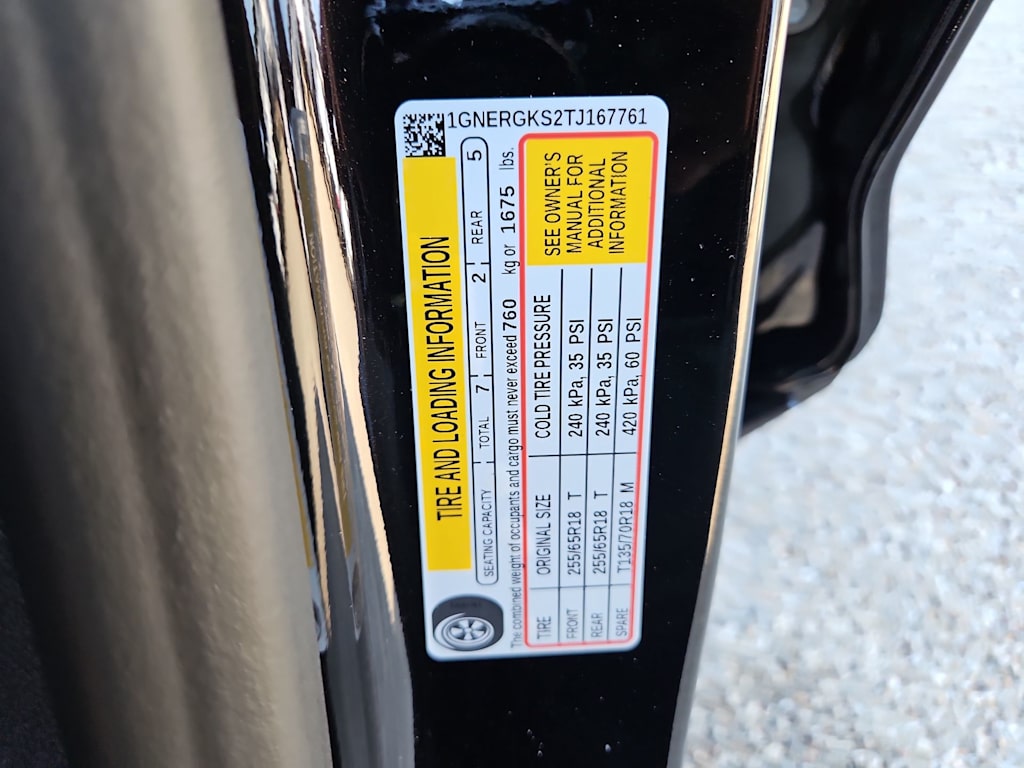 1GNERGKS2TJ167761
TIRE AND LOADING INFORMATION
SEATING CAPACITY TOTAL 7 FRONT 2 REAR 5
The combined weight of occupants and cargo must never exceed 760 kg or 1675 lbs.
TIRE ORIGINAL SIZE COLD TIRE PRESSURE
FRONT 255/65R18 T 240 kPa, 35 PSI
REAR 255/65R18 T 240 kPa, 35 PSI
SPARE T135/70R18 M 420 kPa, 60 PSI
SEE OWNER'S
MANUAL FOR
ADDITIONAL
INFORMATION